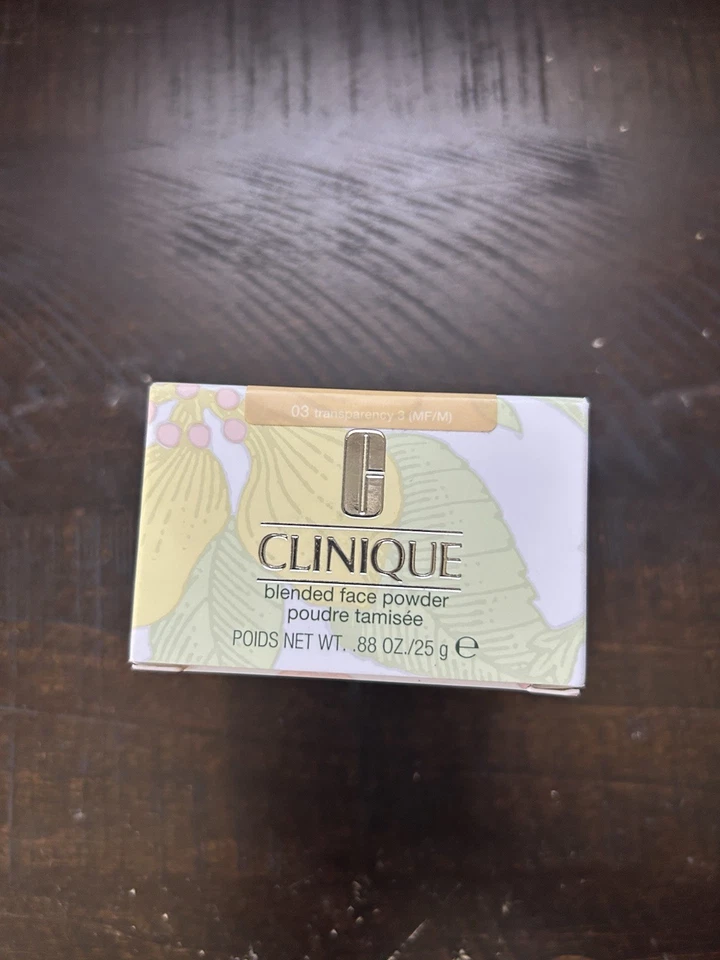 03 transparency 3 (MF/M)
CLINIQUE
blended face powder
poudre tamisée
POIDS NET WT. .88 OZ./25 g ℮